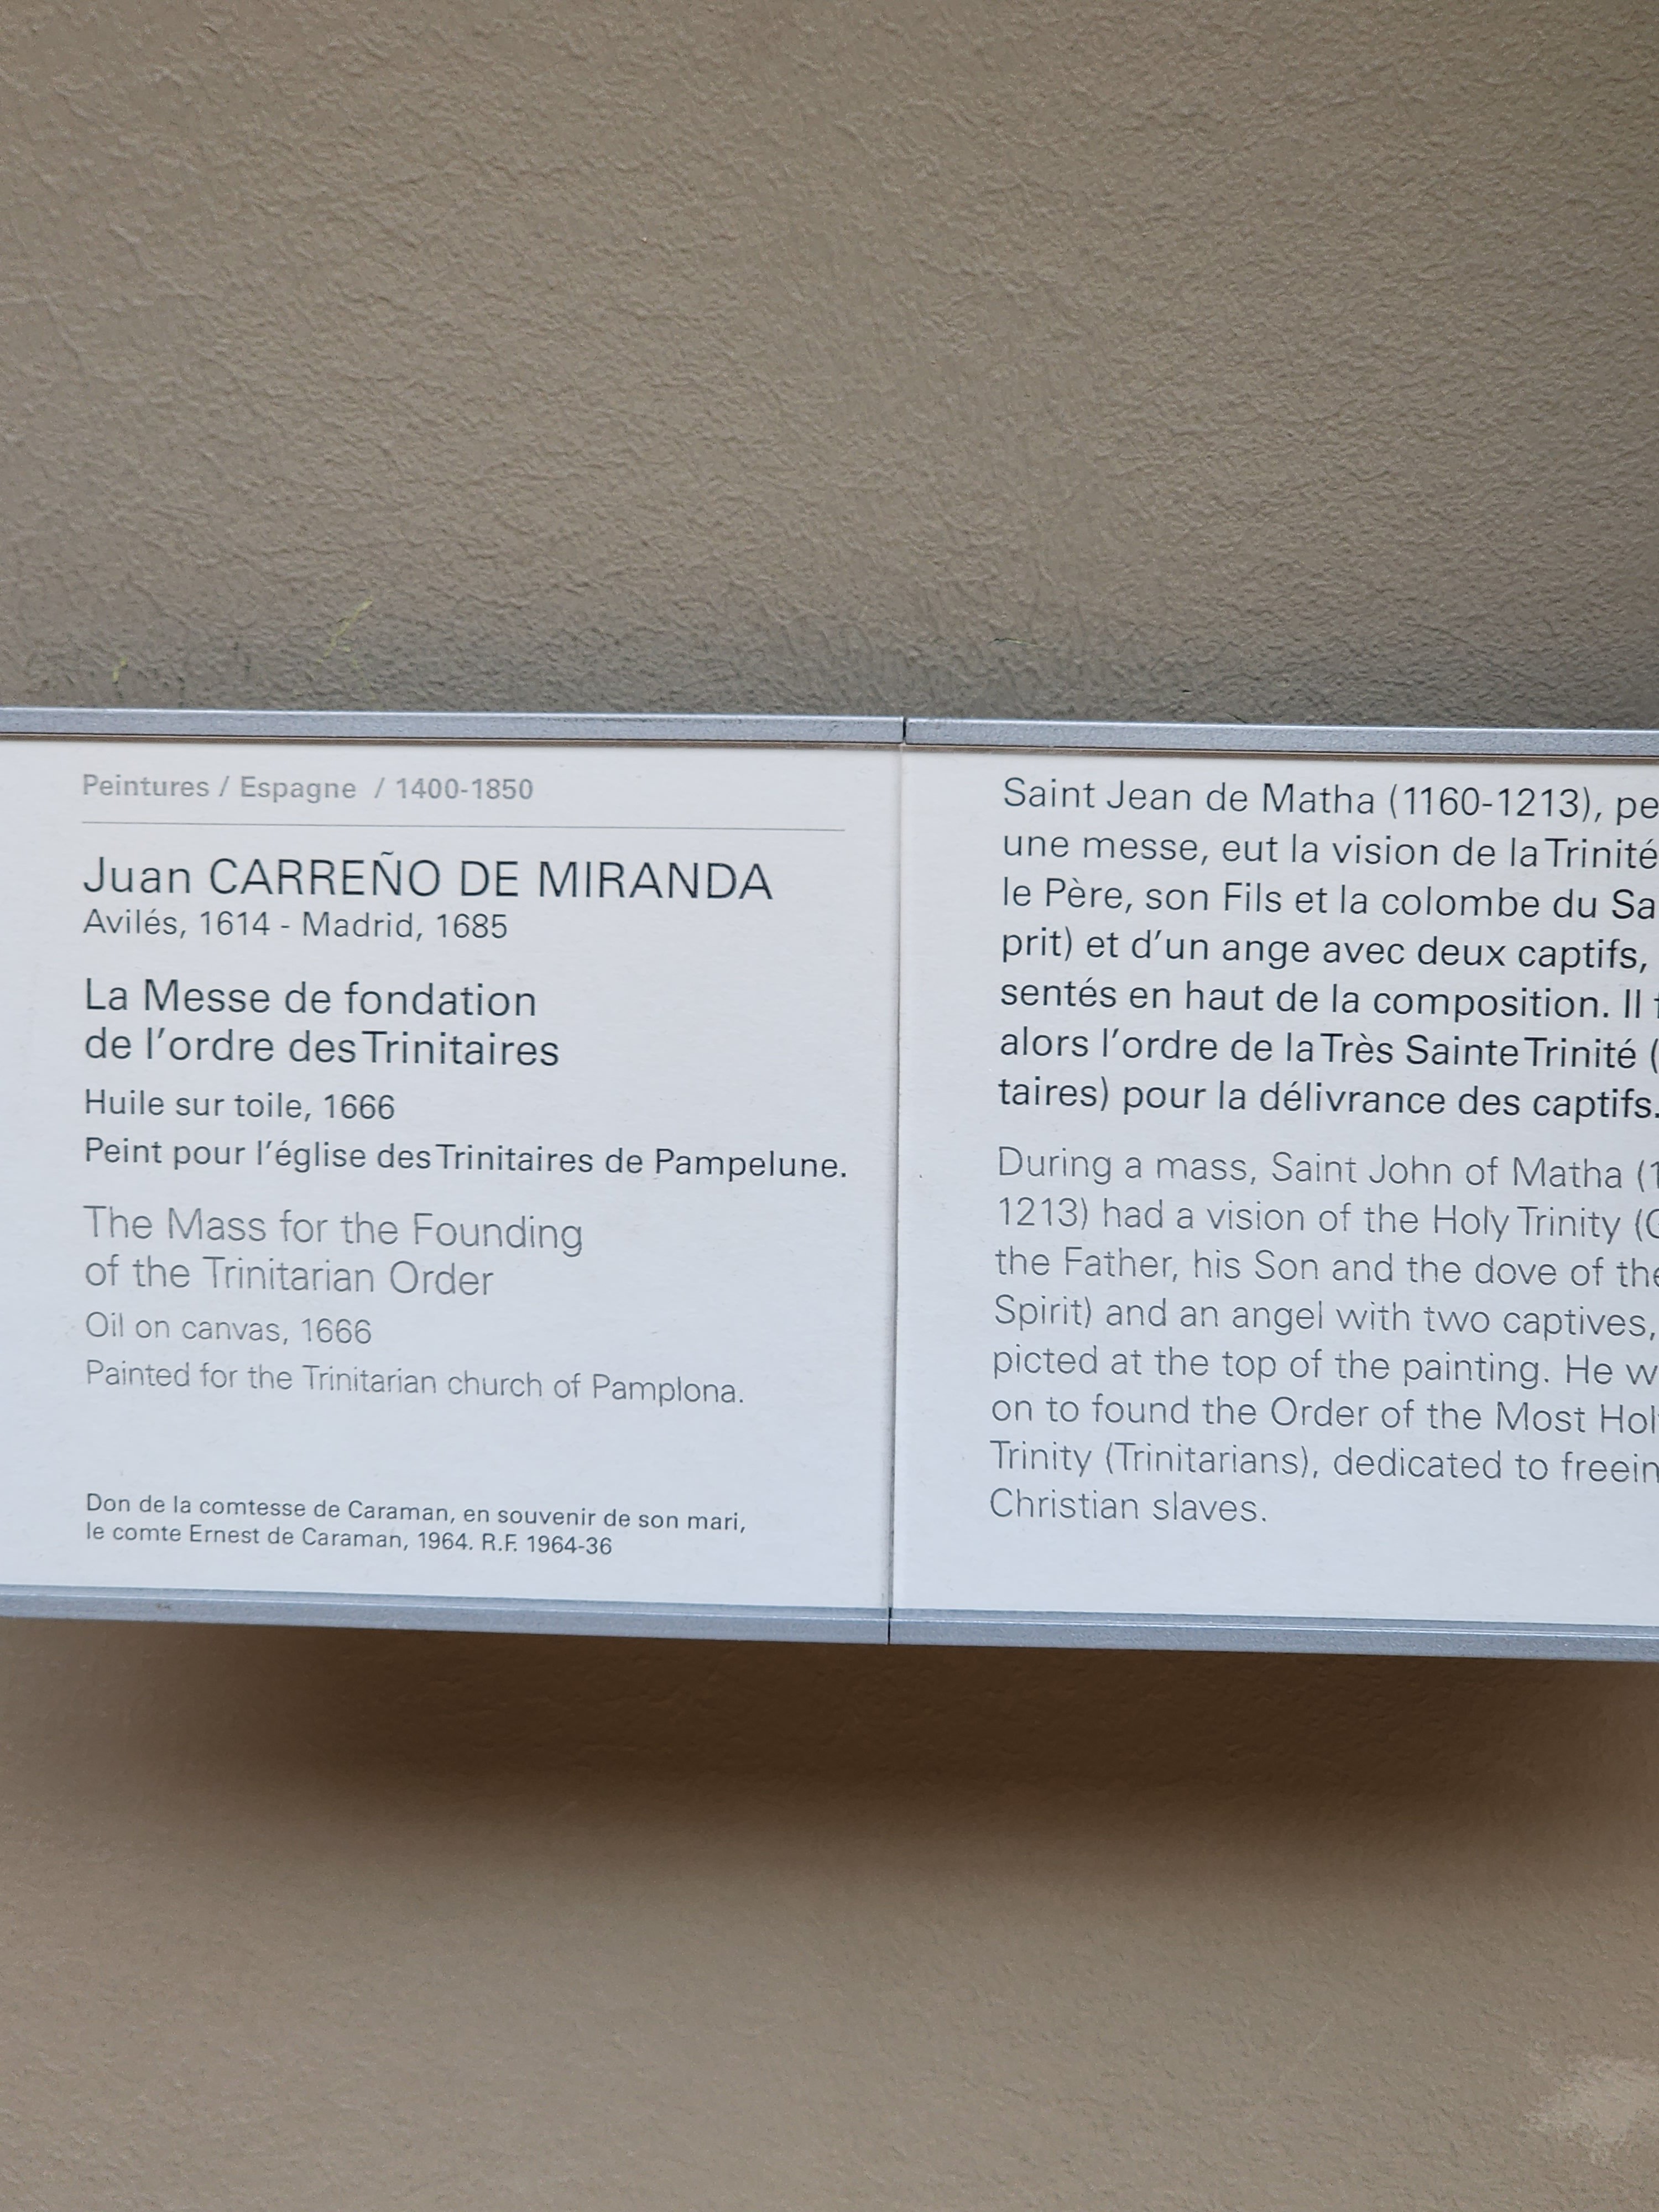 Peintures / Espagne / 1400-1850
Juan CARREÑO DE MIRANDA
Avilés, 1614 - Madrid, 1685
La Messe de fondation
de l'ordre des Trinitaires
Huile sur toile, 1666
Peint pour l'église des Trinitaires de Pampelune.
The Mass for the Founding
of the Trinitarian Order
Oil on canvas, 1666
Painted for the Trinitarian church of Pamplona.
Don de la comtesse de Caraman, en souvenir de son mari,
le comte Ernest de Caraman, 1964. R.F. 1964-36
Saint Jean de Matha (1160-1213), pe
une messe, eut la vision de la Trinité
le Père, son Fils et la colombe du Sa
prit) et d'un ange avec deux captifs,
sentés en haut de la composition. Il
alors l'ordre de la Très Sainte Trinité (
taires) pour la délivrance des captifs.
During a mass, Saint John of Matha (1
1213) had a vision of the Holy Trinity (G
the Father, his Son and the dove of the
Spirit) and an angel with two captives,
picted at the top of the painting. He w
on to found the Order of the Most Hol
Trinity (Trinitarians), dedicated to freein
Christian slaves.